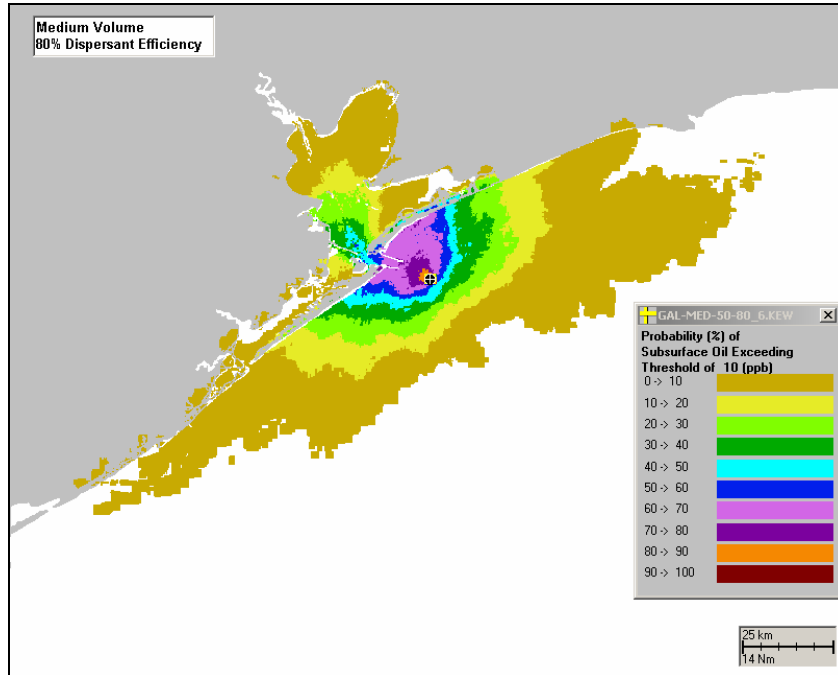 Medium Volume
80% Dispersant Efficiency
GAL-MED-50-80_6.KEW
Probability (%) of
Subsurface Oil Exceeding
Threshold of 10 (ppb)
0 -> 10
10 -> 20
20 -> 30
30 -> 40
40 -> 50
50 -> 60
60 -> 70
70 -> 80
80 -> 90
90 -> 100
25 km
14 Nm